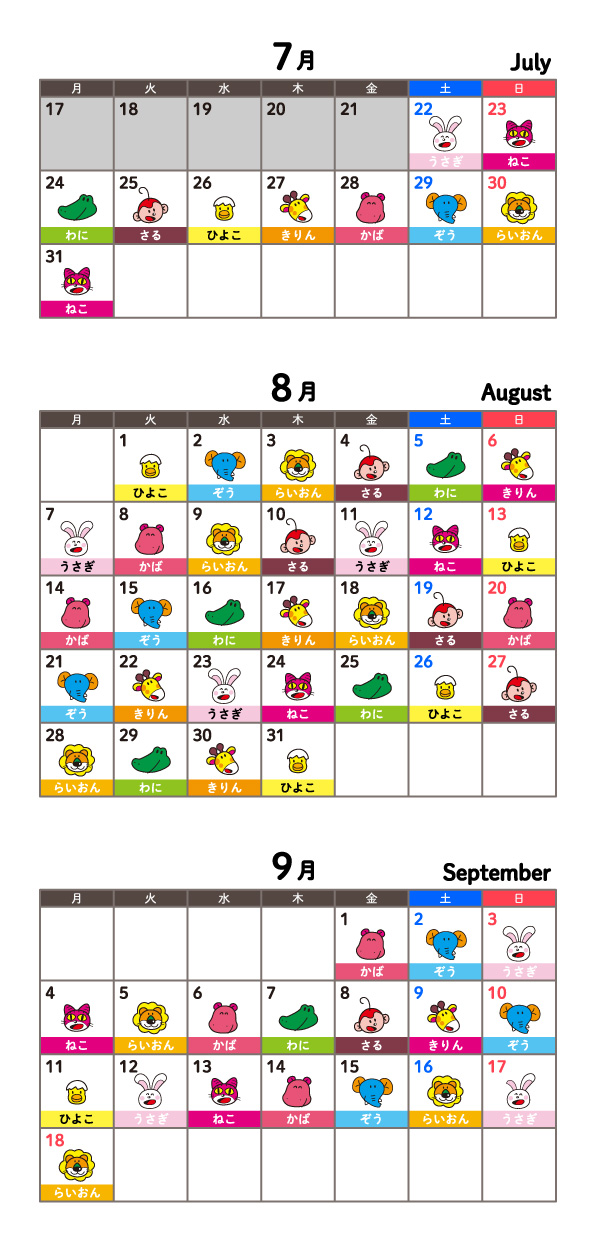 7月 July
月 火 水 木 金 土 日
17 18 19 20 21 22 23
うさぎ ねこ
24 25 26 27 28 29 30
わに さる ひよこ きりん かば ぞう らいおん
31
ねこ
8月 August
月 火 水 木 金 土 日
1 2 3 4 5 6
ひよこ ぞう らいおん さる わに きりん
7 8 9 10 11 12 13
うさぎ かば らいおん さる うさぎ ねこ ひよこ
14 15 16 17 18 19 20
かば ぞう わに きりん らいおん さる かば
21 22 23 24 25 26 27
ぞう きりん うさぎ ねこ わに ひよこ さる
28 29 30 31
らいおん わに きりん ひよこ
9月 September
月 火 水 木 金 土 日
1 2 3
かば ぞう うさぎ
4 5 6 7 8 9 10
ねこ らいおん かば わに さる きりん ぞう
11 12 13 14 15 16 17
ひよこ うさぎ ねこ かば ぞう らいおん うさぎ
18
らいおん